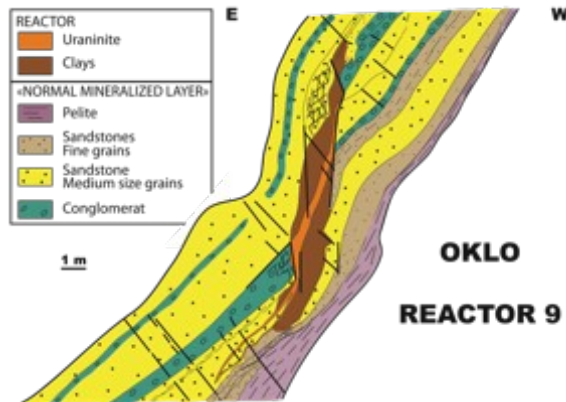 REACTOR
Uraninite
Clays
«NORMAL MINERALIZED LAYER»
Pelite
Sandstones
Fine grains
Sandstone
Medium size grains
Conglomerat
1 m
E
W
OKLO
REACTOR 9